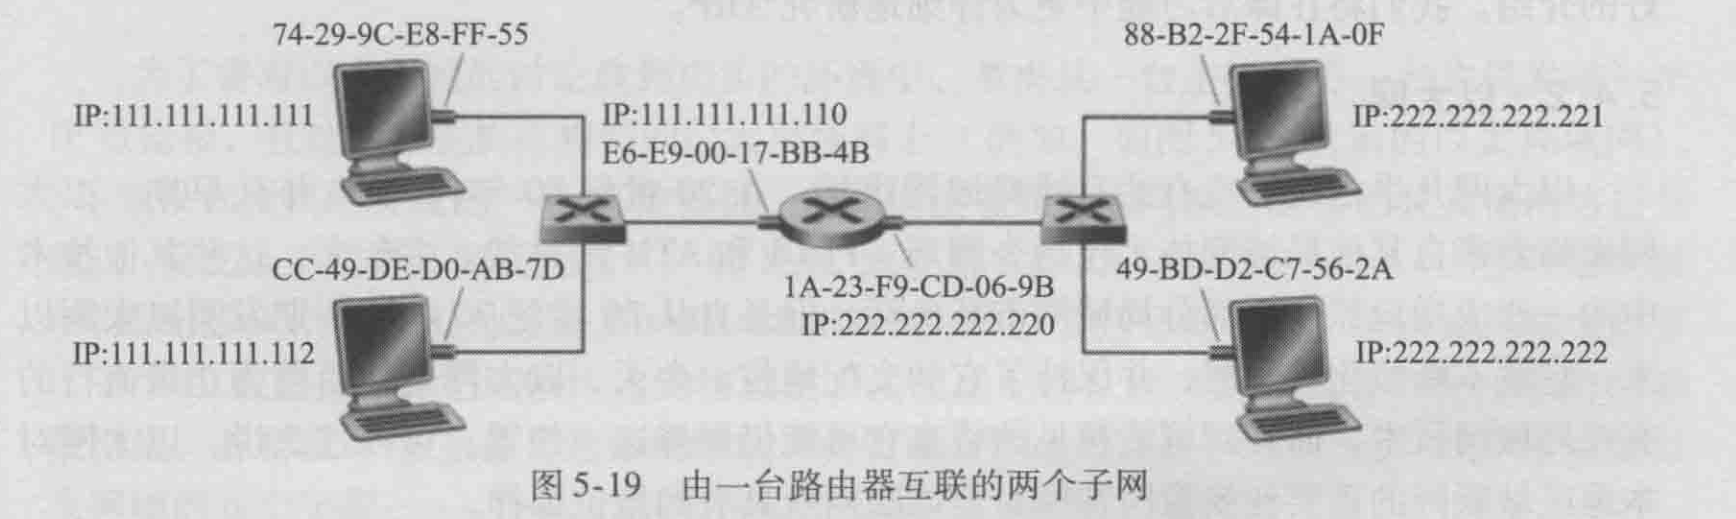 74-29-9C-E8-FF-55
88-B2-2F-54-1A-0F
IP:111.111.111.111
IP:111.111.111.110
E6-E9-00-17-BB-4B
IP:222.222.222.221
CC-49-DE-D0-AB-7D
1A-23-F9-CD-06-9B
IP:222.222.222.220
49-BD-D2-C7-56-2A
IP:111.111.111.112
IP:222.222.222.222
图 5-19 由一台路由器互联的两个子网